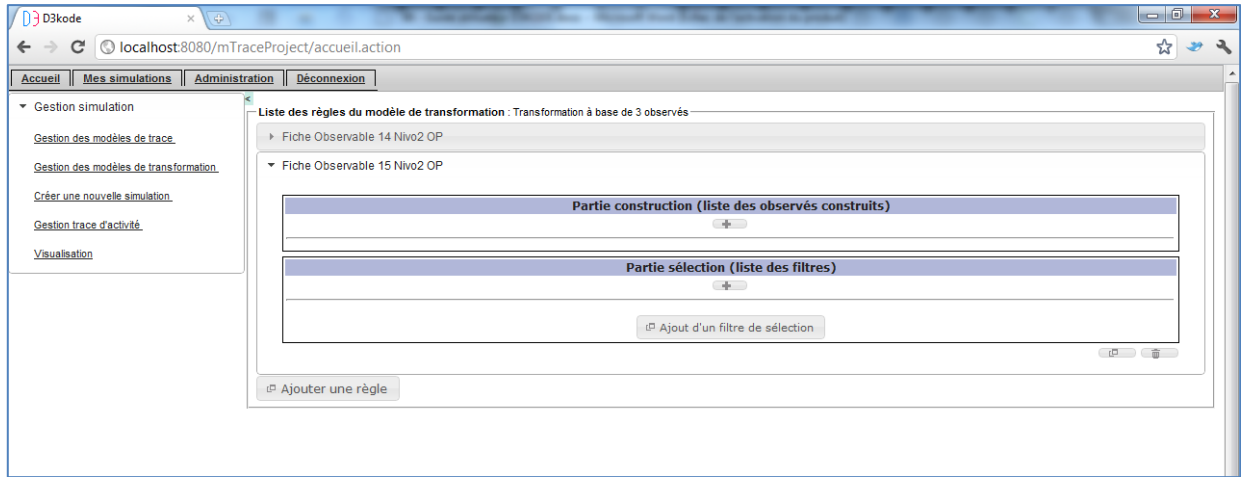 D3kode
localhost:8080/mTraceProject/accueil.action
Accueil Mes simulations Administration Déconnexion
Gestion simulation
Gestion des modèles de trace
Gestion des modèles de transformation
Créer une nouvelle simulation
Gestion trace d'activité
Visualisation
<
Liste des règles du modèle de transformation : Transformation à base de 3 observés
Fiche Observable 14 Nivo2 OP
Fiche Observable 15 Nivo2 OP
Partie construction (liste des observés construits)
Partie sélection (liste des filtres)
Ajout d'un filtre de sélection
Ajouter une règle